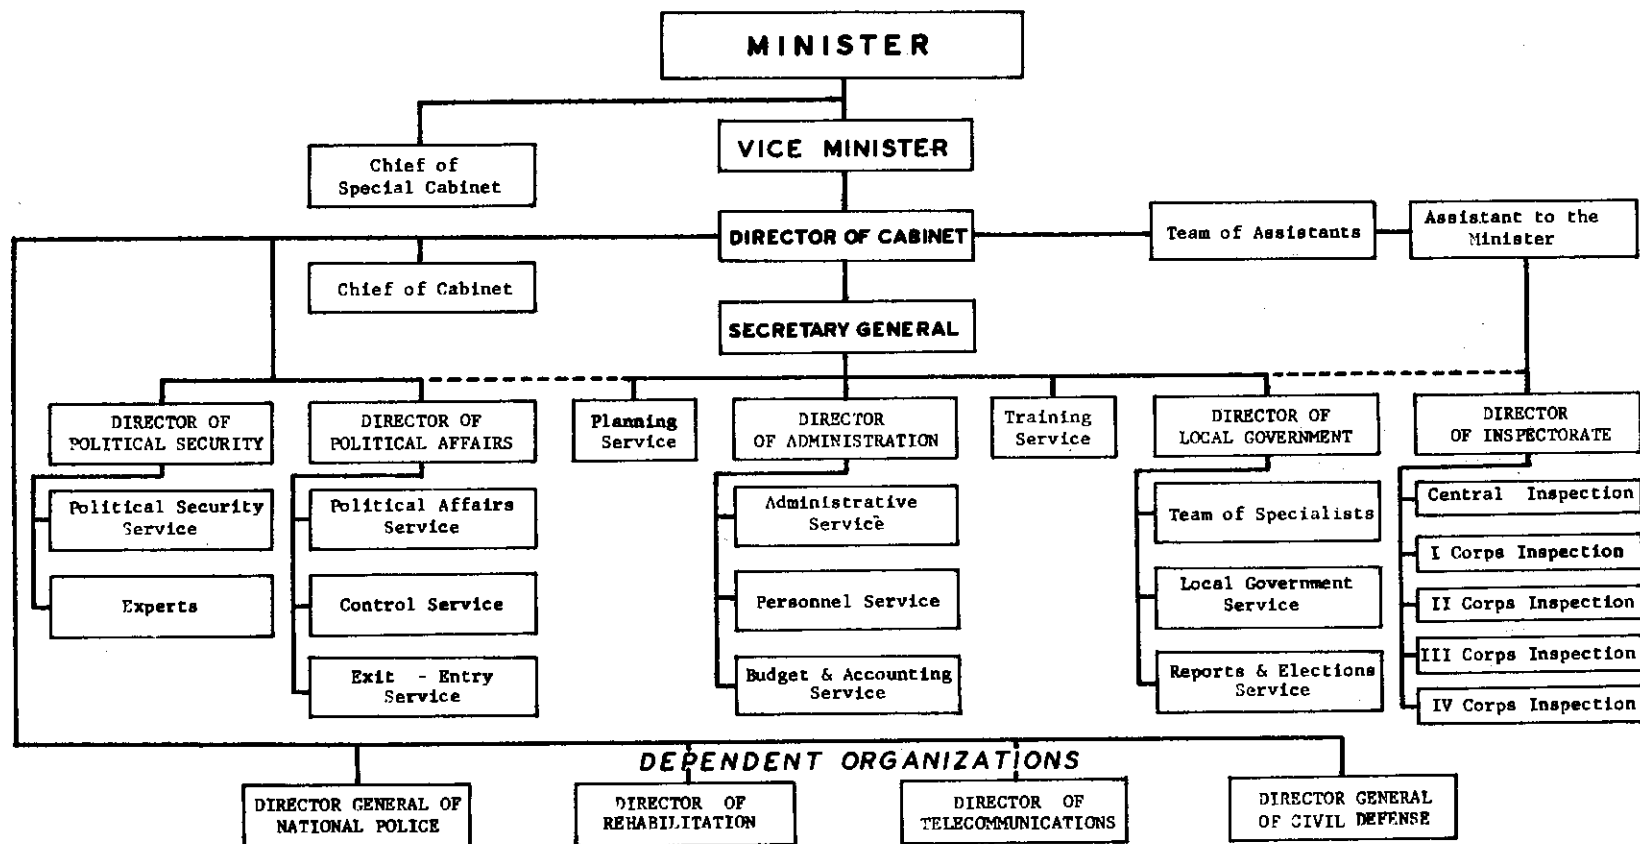 MINISTER
Chief of
Special Cabinet
VICE MINISTER
DIRECTOR OF CABINET
Team of Assistants
Assistant to the
Minister
Chief of Cabinet
SECRETARY GENERAL
DIRECTOR OF
POLITICAL SECURITY
DIRECTOR OF
POLITICAL AFFAIRS
Planning
Service
DIRECTOR
OF ADMINISTRATION
Training
Service
DIRECTOR OF
LOCAL GOVERNMENT
DIRECTOR
OF INSPECTORATE
Political Security
Service
Experts
Political Affairs
Service
Control Service
Exit - Entry
Service
Administrative
Service
Personnel Service
Budget & Accounting
Service
Team of Specialists
Local Government
Service
Reports & Elections
Service
Central Inspection
I Corps Inspection
II Corps Inspection
III Corps Inspection
IV Corps Inspection
DEPENDENT ORGANIZATIONS
DIRECTOR GENERAL OF
NATIONAL POLICE
DIRECTOR OF
REHABILITATION
DIRECTOR OF
TELECOMMUNICATIONS
DIRECTOR GENERAL
OF CIVIL DEFENSE